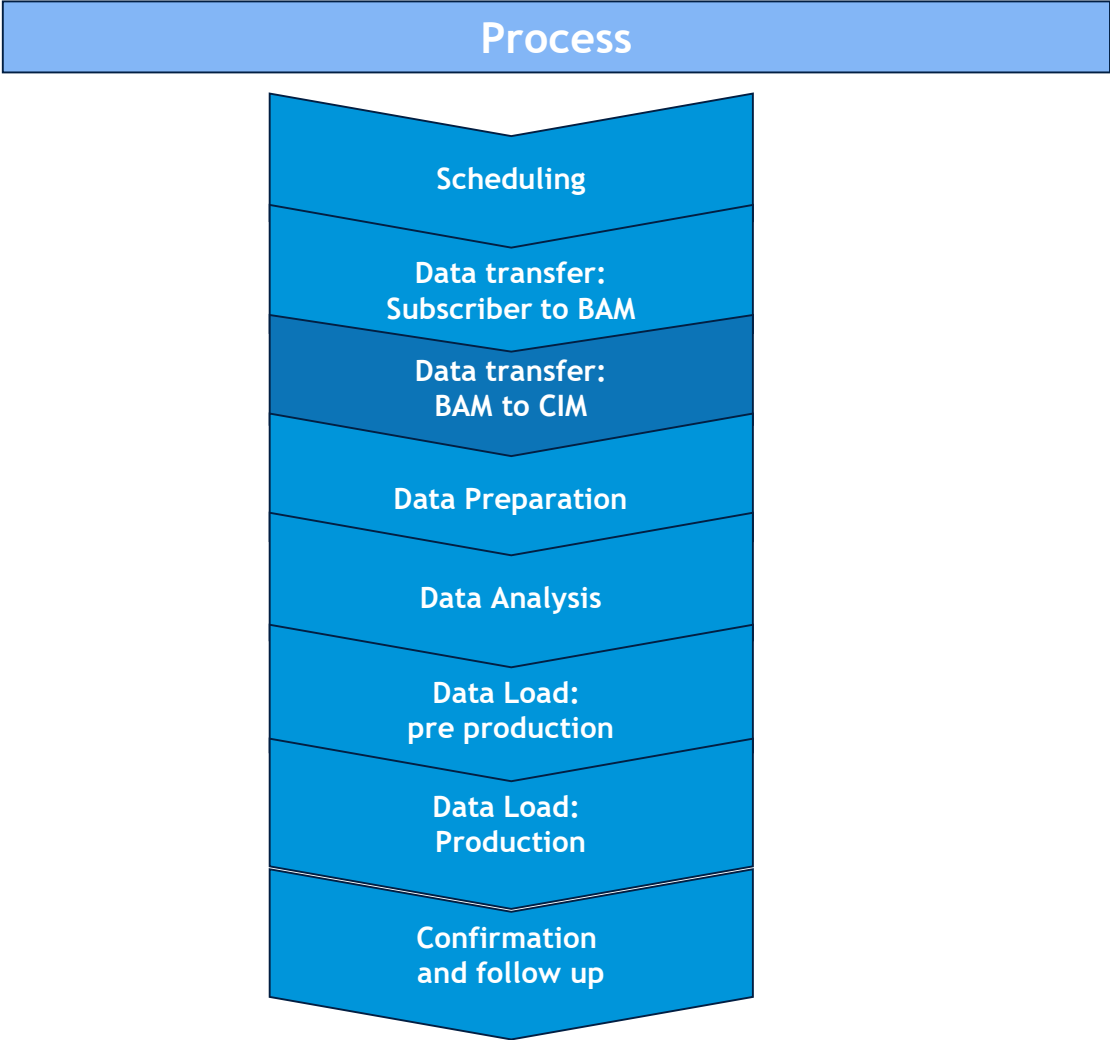 Process
Scheduling
Data transfer:
Subscriber to BAM
Data transfer:
BAM to CIM
Data Preparation
Data Analysis
Data Load:
pre production
Data Load:
Production
Confirmation
and follow up